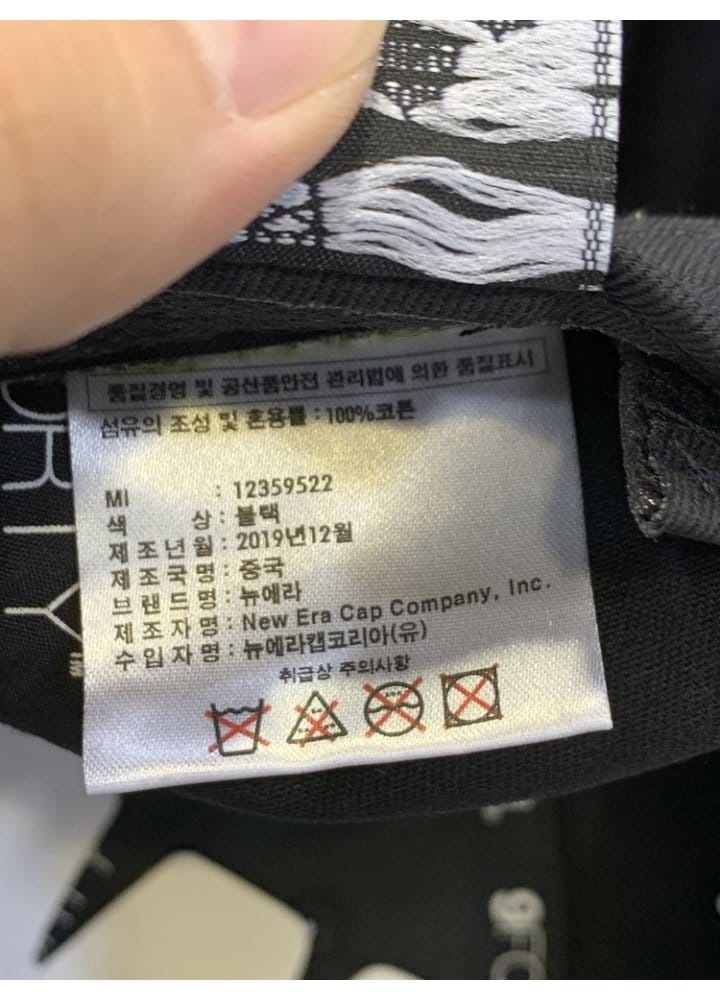 품질경영 및 공산품안전 관리법에 의한 품질표시
섬유의 조성 및 혼용률 : 100%코튼
MI : 12359522
색 상 : 블랙
제조년월 : 2019년12월
제조국명 : 중국
브랜드명 : 뉴에라
제조자명 : New Era Cap Company, Inc.
수입자명 : 뉴에라캡코리아(유)
취급상 주의사항